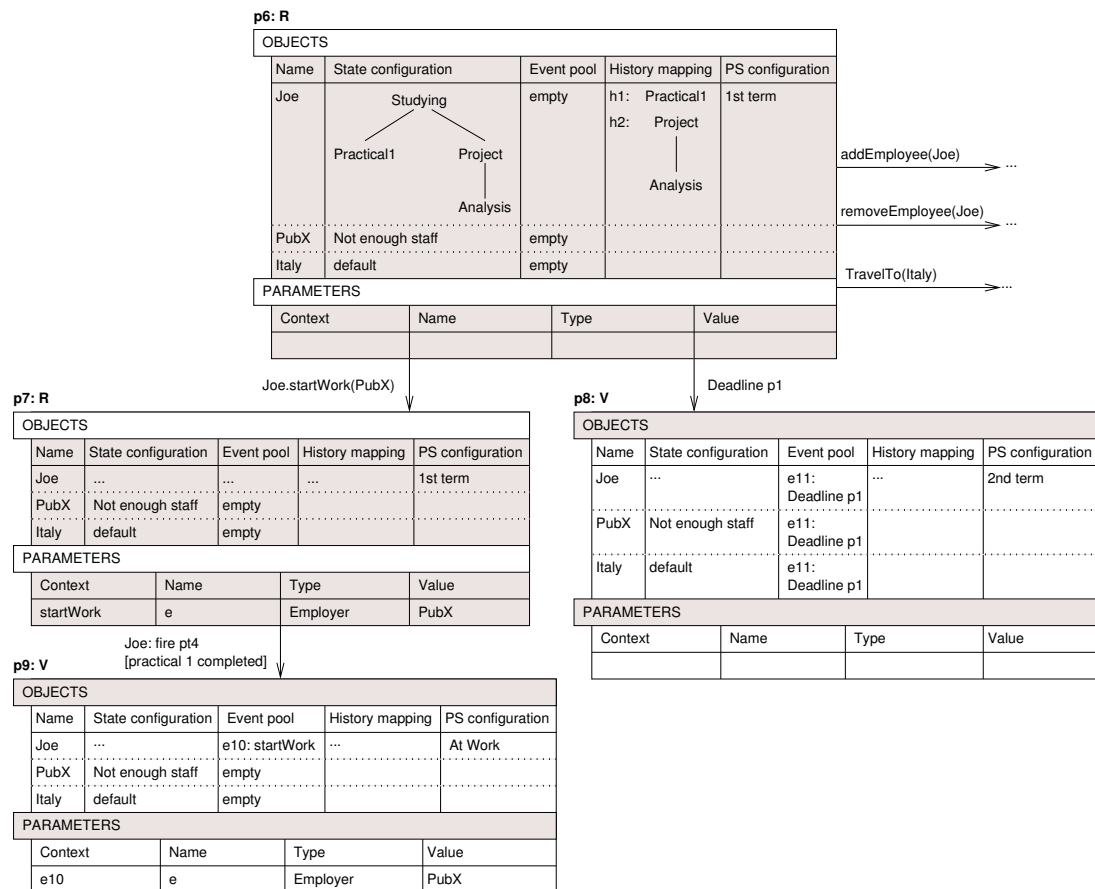 p6: R
OBJECTS
Name State configuration Event pool History mapping PS configuration
Joe Studying empty h1: Practical1 1st term
h2: Project
Practical1 Project
Analysis
Analysis
PubX Not enough staff empty
Italy default empty
PARAMETERS
Context Name Type Value
addEmployee(Joe) ...
removeEmployee(Joe) ...
TravelTo(Italy) ...
Joe.startWork(PubX)
Deadline p1
p7: R
OBJECTS
Name State configuration Event pool History mapping PS configuration
Joe ... ... ... 1st term
PubX Not enough staff empty
Italy default empty
PARAMETERS
Context Name Type Value
startWork e Employer PubX
p8: V
OBJECTS
Name State configuration Event pool History mapping PS configuration
Joe ... e11: ... 2nd term
Deadline p1
PubX Not enough staff e11:
Deadline p1
Italy default e11:
Deadline p1
PARAMETERS
Context Name Type Value
Joe: fire pt4
[practical 1 completed]
p9: V
OBJECTS
Name State configuration Event pool History mapping PS configuration
Joe ... e10: startWork ... At Work
PubX Not enough staff empty
Italy default empty
PARAMETERS
Context Name Type Value
e10 e Employer PubX